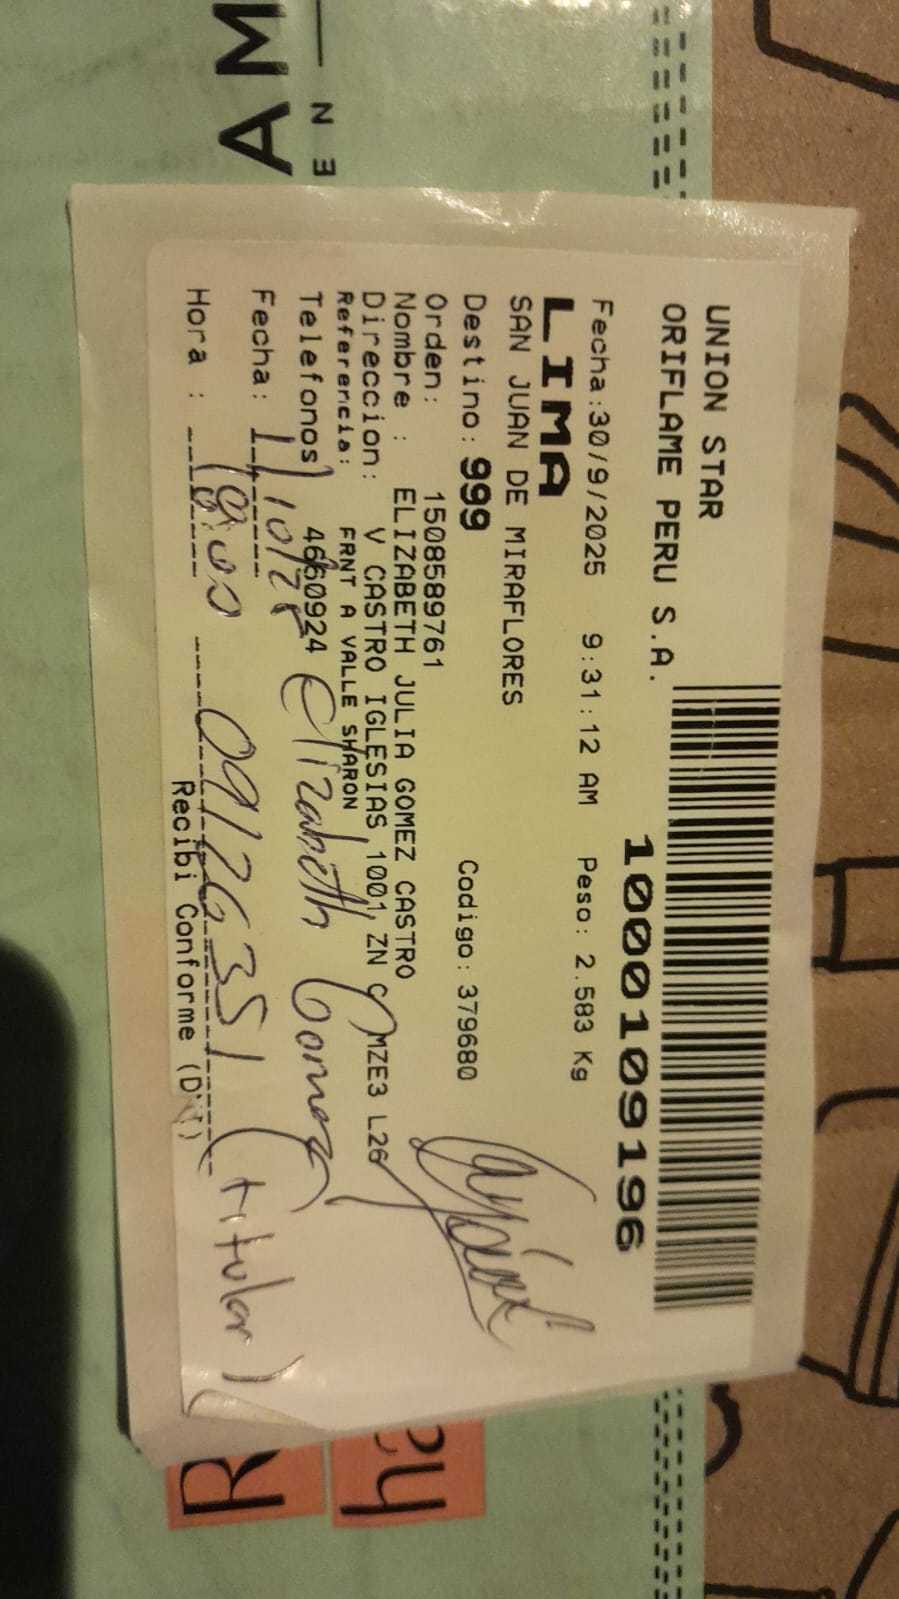 UNION STAR
ORIFLAME PERU S.A.
1000109196
Fecha:30/9/2025 9:31:12 AM Peso: 2.583 Kg
LIMA
SAN JUAN DE MIRAFLORES
Destino: 999 Codigo: 379680
Orden: 1508589761
Nombre : ELIZABETH JULIA GOMEZ CASTRO
Direccion: V CASTRO IGLESIAS 1001, ZN C MZE3 L26
Referencia: FRNT A VALLE SHARON
Telefonos 4660924
Elizabeth Gomez
Fecha: 1/10/25
Hora : 09126351 (titular)
Recibi Conforme (DNI)
AM
N E
R
ha